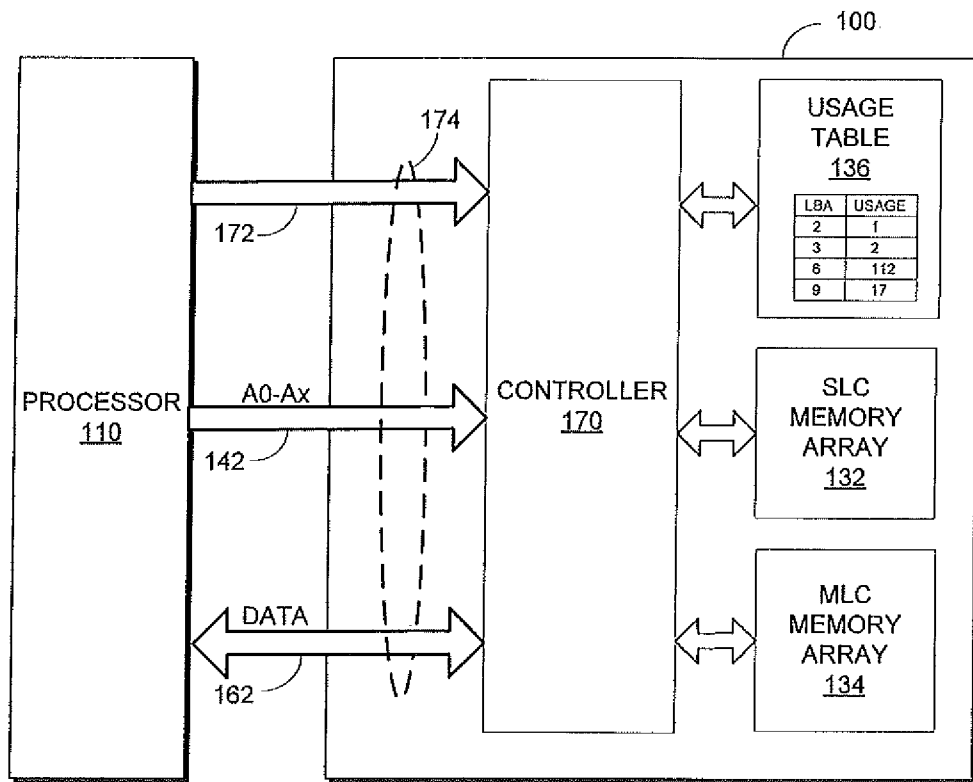 100
174
USAGE
TABLE
136
LBA USAGE
2 1
3 2
6 112
9 17
172
PROCESSOR
110
A0-Ax
142
CONTROLLER
170
SLC
MEMORY
ARRAY
132
DATA
162
MLC
MEMORY
ARRAY
134